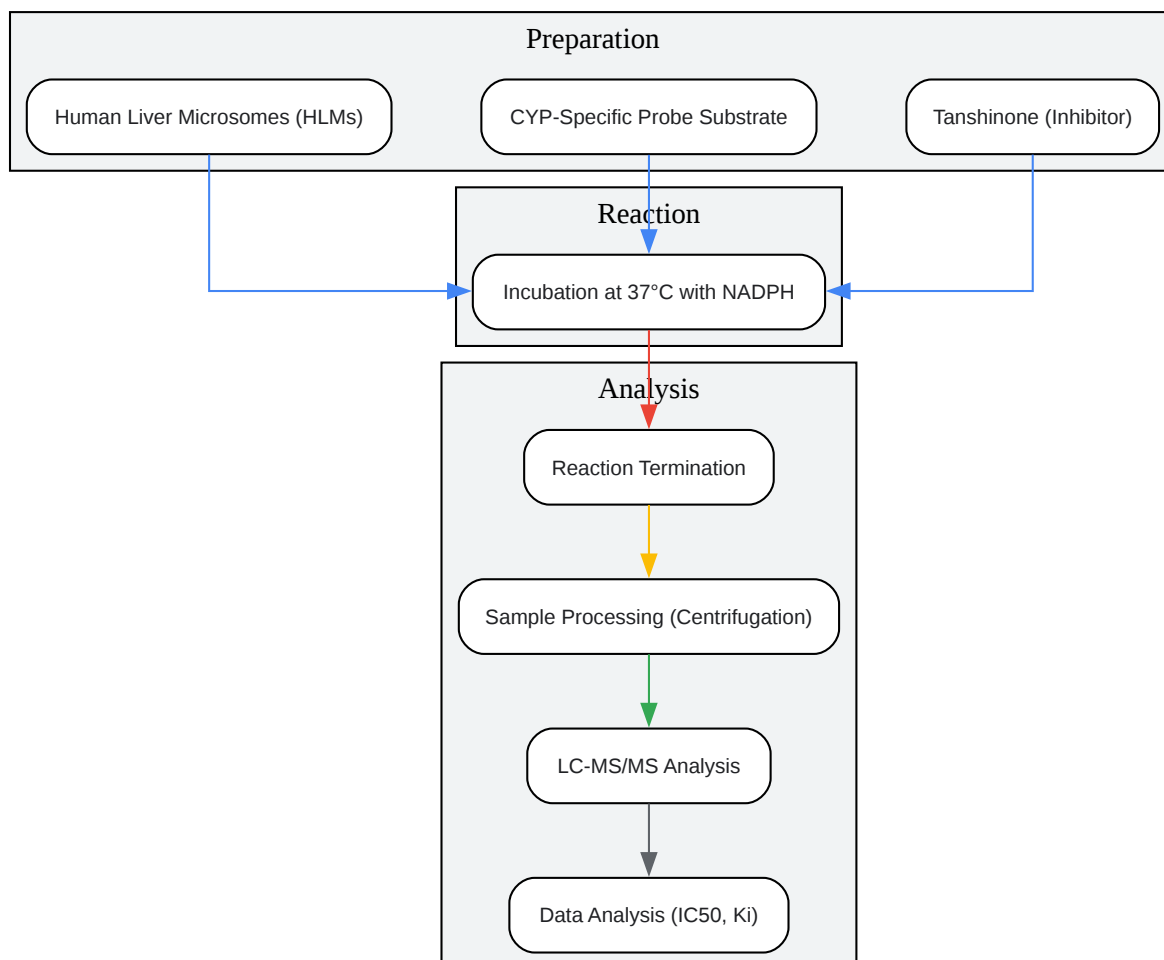 Preparation
Human Liver Microsomes (HLMs)
CYP-Specific Probe Substrate
Tanshinone (Inhibitor)
Reaction
Incubation at 37°C with NADPH
Analysis
Reaction Termination
Sample Processing (Centrifugation)
LC-MS/MS Analysis
Data Analysis (IC50, Ki)